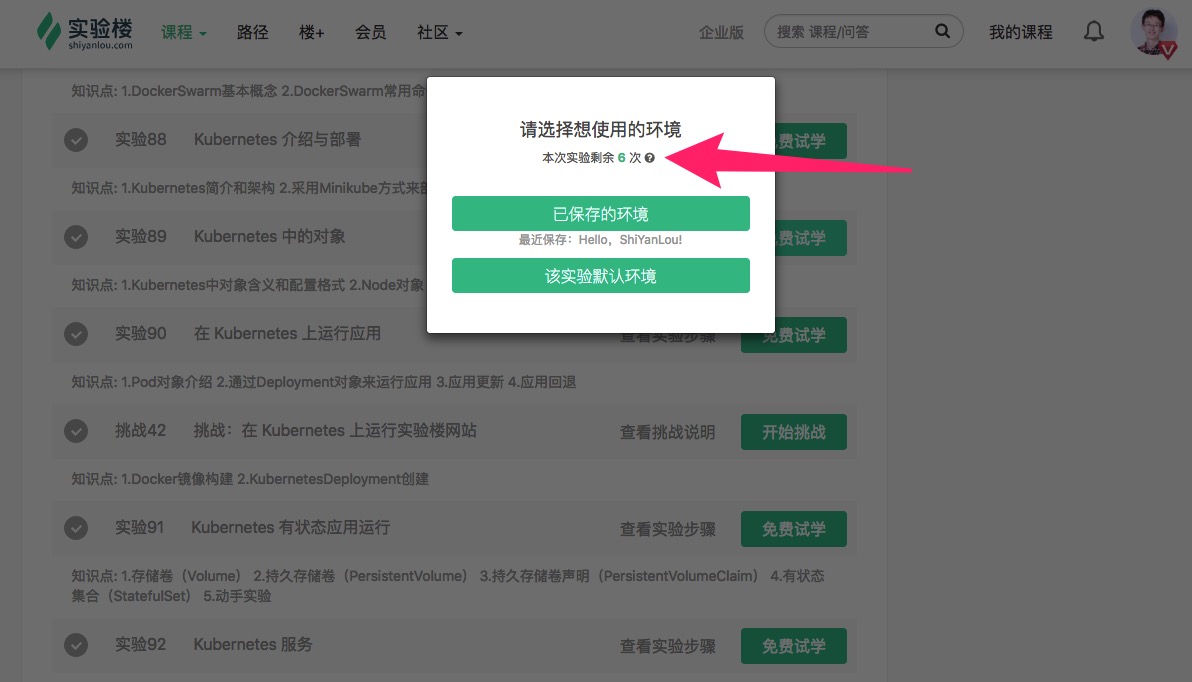 实验楼
shiyanlou.com
课程
路径
楼+
会员
社区
企业版
搜索 课程/问答
我的课程
V
知识点: 1.DockerSwarm基本概念 2.DockerSwarm常用命
实验88 Kubernetes 介绍与部署
费试学
知识点: 1.Kubernetes简介和架构 2.采用Minikube方式来
实验89 Kubernetes 中的对象
费试学
知识点: 1.Kubernetes中对象含义和配置格式 2.Node对象
请选择想使用的环境
本次实验剩余 6 次
已保存的环境
最近保存：Hello，ShiYanLou!
该实验默认环境
实验90 在 Kubernetes 上运行应用 查看实验步骤 免费试学
知识点: 1.Pod对象介绍 2.通过Deployment对象来运行应用 3.应用更新 4.应用回退
挑战42 挑战：在 Kubernetes 上运行实验楼网站 查看挑战说明 开始挑战
知识点: 1.Docker镜像构建 2.KubernetesDeployment创建
实验91 Kubernetes 有状态应用运行 查看实验步骤 免费试学
知识点: 1.存储卷（Volume） 2.持久存储卷（PersistentVolume） 3.持久存储卷声明（PersistentVolumeClaim） 4.有状态
集合（StatefulSet） 5.动手实验
实验92 Kubernetes 服务 查看实验步骤 免费试学